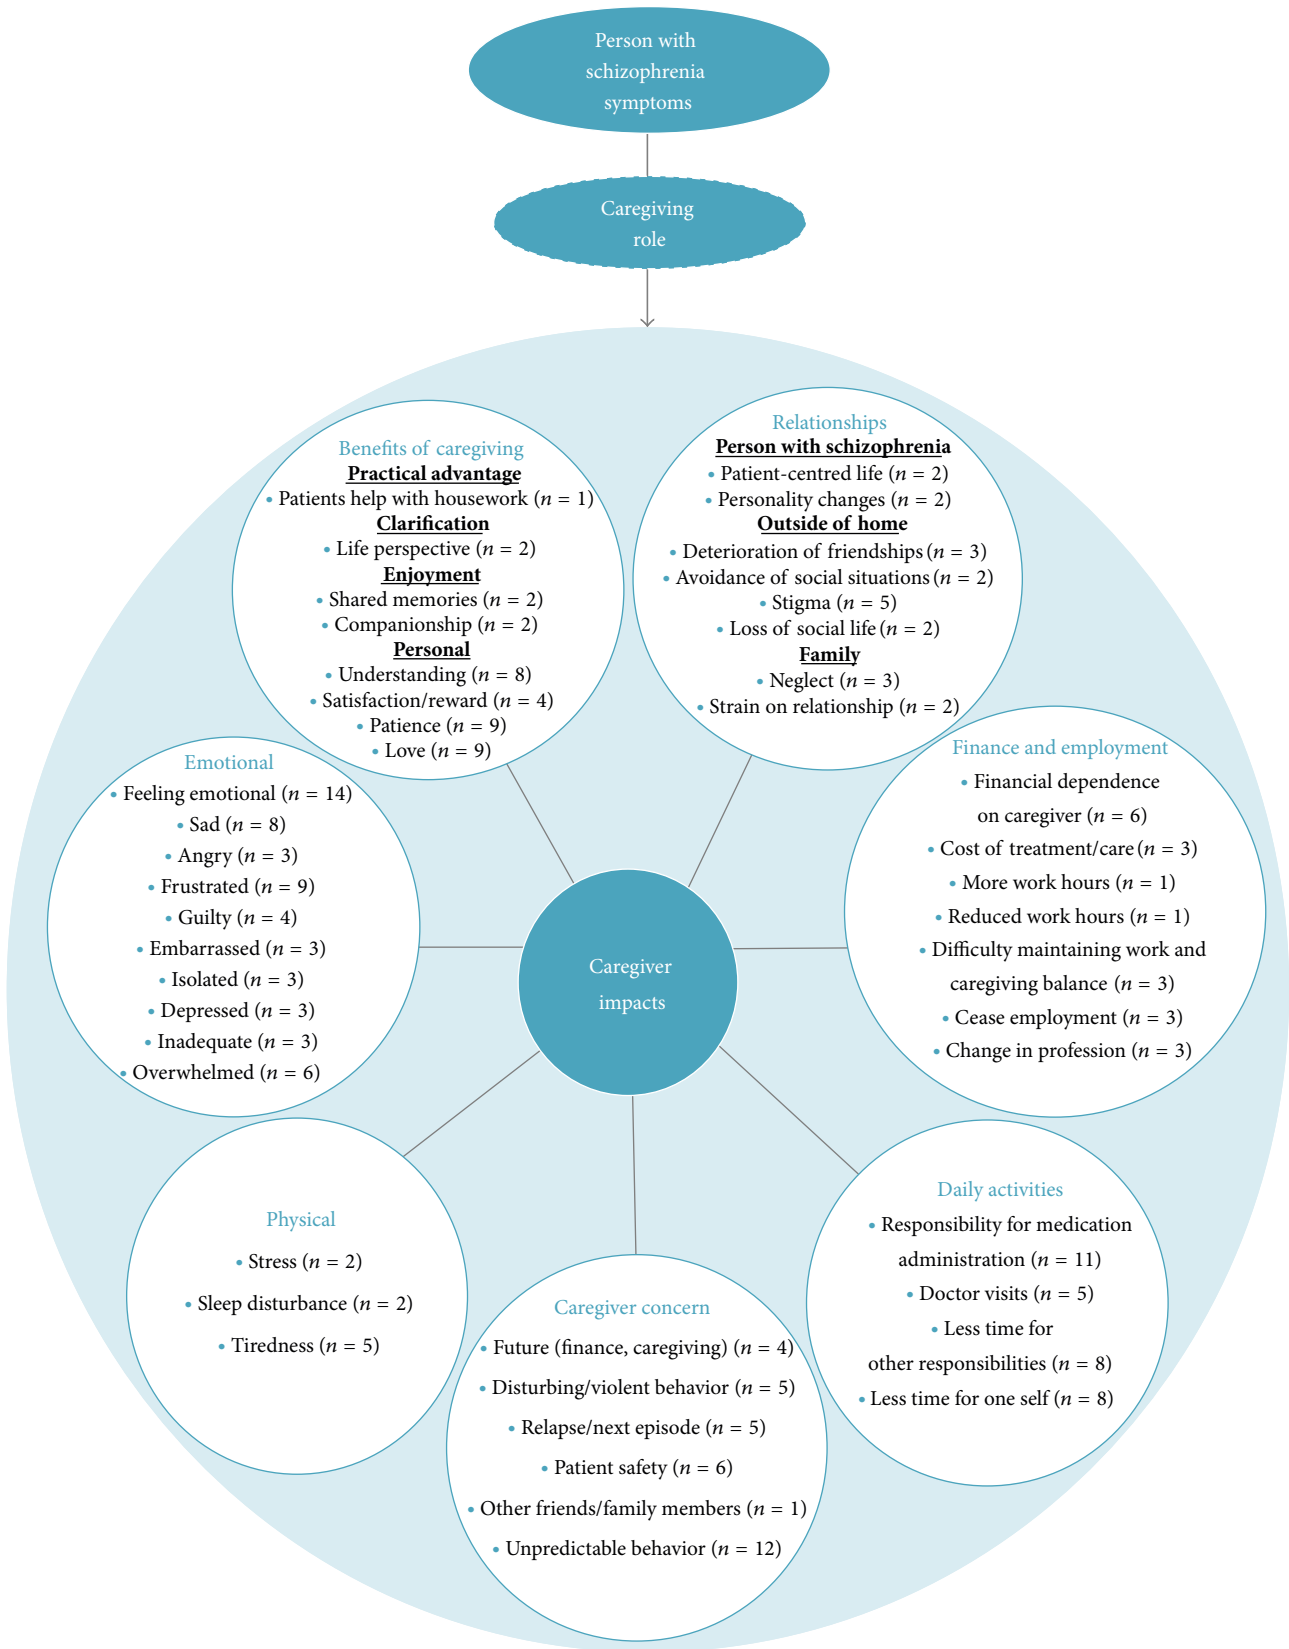 Person with
schizophrenia
symptoms
Caregiving
role
Benefits of caregiving
Practical advantage
• Patients help with housework (n = 1)
Clarification
• Life perspective (n = 2)
Enjoyment
• Shared memories (n = 2)
• Companionship (n = 2)
Personal
• Understanding (n = 8)
• Satisfaction/reward (n = 4)
• Patience (n = 9)
• Love (n = 9)
Relationships
Person with schizophrenia
• Patient-centred life (n = 2)
• Personality changes (n = 2)
Outside of home
• Deterioration of friendships (n = 3)
• Avoidance of social situations (n = 2)
• Stigma (n = 5)
• Loss of social life (n = 2)
Family
• Neglect (n = 3)
• Strain on relationship (n = 2)
Emotional
• Feeling emotional (n = 14)
• Sad (n = 8)
• Angry (n = 3)
• Frustrated (n = 9)
• Guilty (n = 4)
• Embarrassed (n = 3)
• Isolated (n = 3)
• Depressed (n = 3)
• Inadequate (n = 3)
• Overwhelmed (n = 6)
Caregiver
impacts
Finance and employment
• Financial dependence
on caregiver (n = 6)
• Cost of treatment/care (n = 3)
• More work hours (n = 1)
• Reduced work hours (n = 1)
• Difficulty maintaining work and
caregiving balance (n = 3)
• Cease employment (n = 3)
• Change in profession (n = 3)
Physical
• Stress (n = 2)
• Sleep disturbance (n = 2)
• Tiredness (n = 5)
Caregiver concern
• Future (finance, caregiving) (n = 4)
• Disturbing/violent behavior (n = 5)
• Relapse/next episode (n = 5)
• Patient safety (n = 6)
• Other friends/family members (n = 1)
• Unpredictable behavior (n = 12)
Daily activities
• Responsibility for medication
administration (n = 11)
• Doctor visits (n = 5)
• Less time for
other responsibilities (n = 8)
• Less time for one self (n = 8)